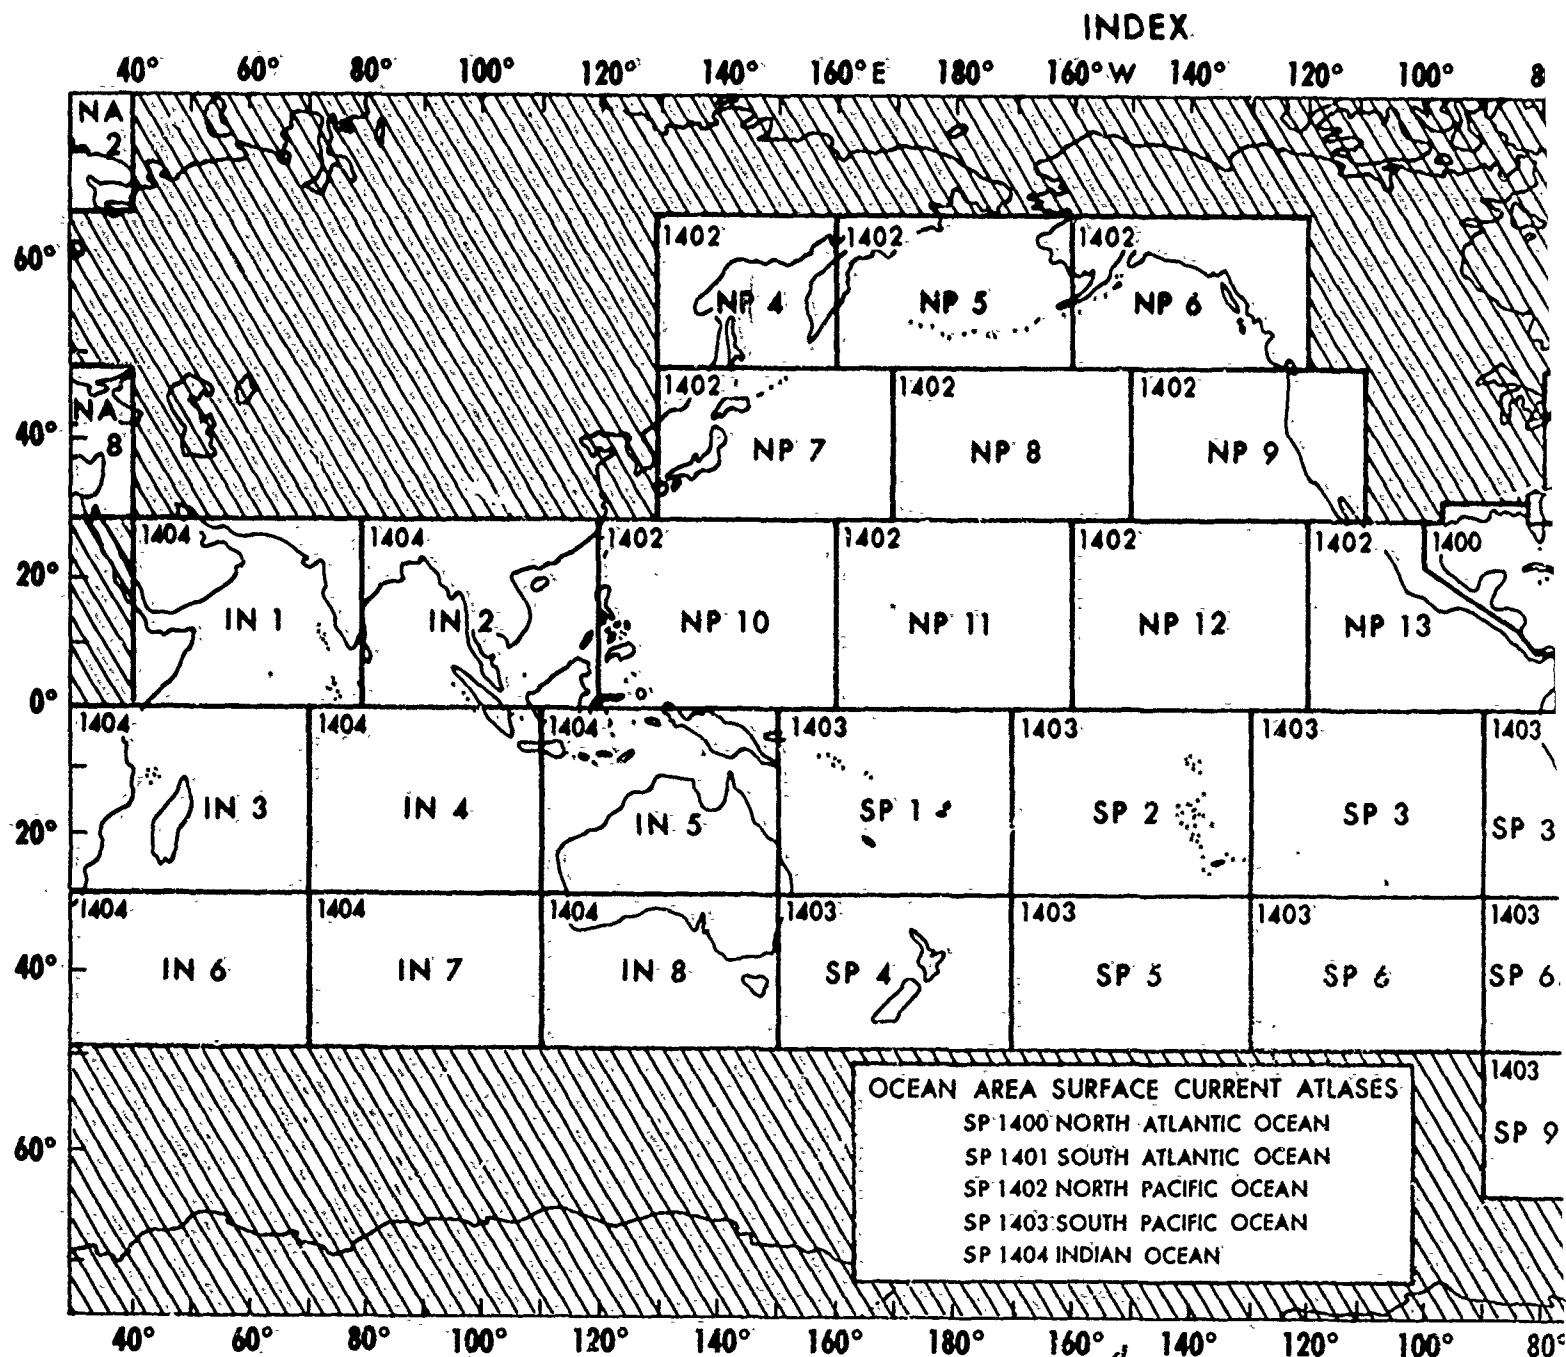 INDEX
40° 60° 80° 100° 120° 140° 160° E 180° 160° W 140° 120° 100° 8
NA
2
60°
1402 1402 1402
NP 4 NP 5 NP 6
1402 1402 1402
NA
8
40°
NP 7 NP 8 NP 9
1404 1404 1402 1402 1402 1402 1400
20°
IN 1 IN 2 NP 10 NP 11 NP 12 NP 13
0°
1404 1404 1404 1403 1403 1403 1403
20°
IN 3 IN 4 IN 5 SP 1 SP 2 SP 3 SP 3
1404 1404 1404 1403 1403 1403 1403
40°
IN 6 IN 7 IN 8 SP 4 SP 5 SP 6 SP 6
1403
SP 9
60°
OCEAN AREA SURFACE CURRENT ATLASES
SP 1400 NORTH ATLANTIC OCEAN
SP 1401 SOUTH ATLANTIC OCEAN
SP 1402 NORTH PACIFIC OCEAN
SP 1403 SOUTH PACIFIC OCEAN
SP 1404 INDIAN OCEAN
40° 60° 80° 100° 120° 140° 160° 180° 160° 140° 120° 100° 80°